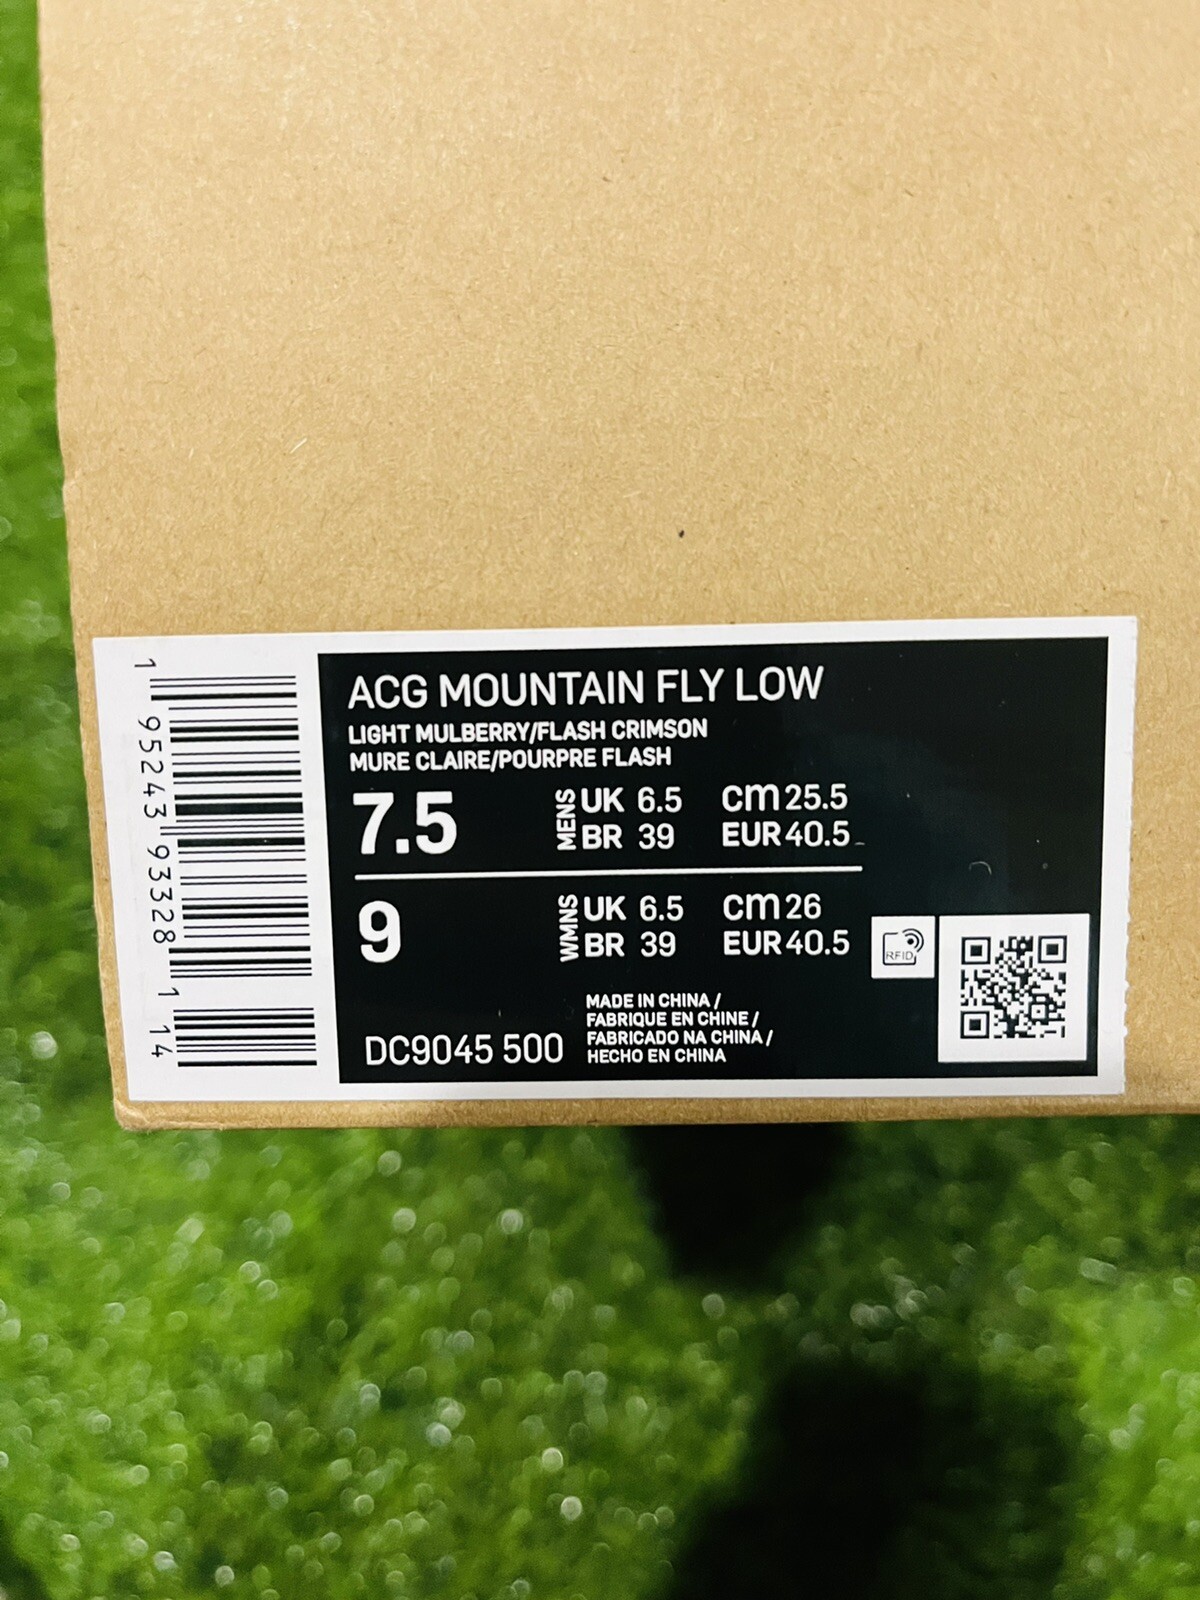 ACG MOUNTAIN FLY LOW
LIGHT MULBERRY/FLASH CRIMSON
MURE CLAIRE/POURPRE FLASH
7.5 MENS UK 6.5 CM 25.5
BR 39 EUR 40.5
9 WMNS UK 6.5 CM 26
BR 39 EUR 40.5
RFID
DC9045 500
MADE IN CHINA /
FABRIQUE EN CHINE /
FABRICADO NA CHINA /
HECHO EN CHINA
1 95243 93328 1 14